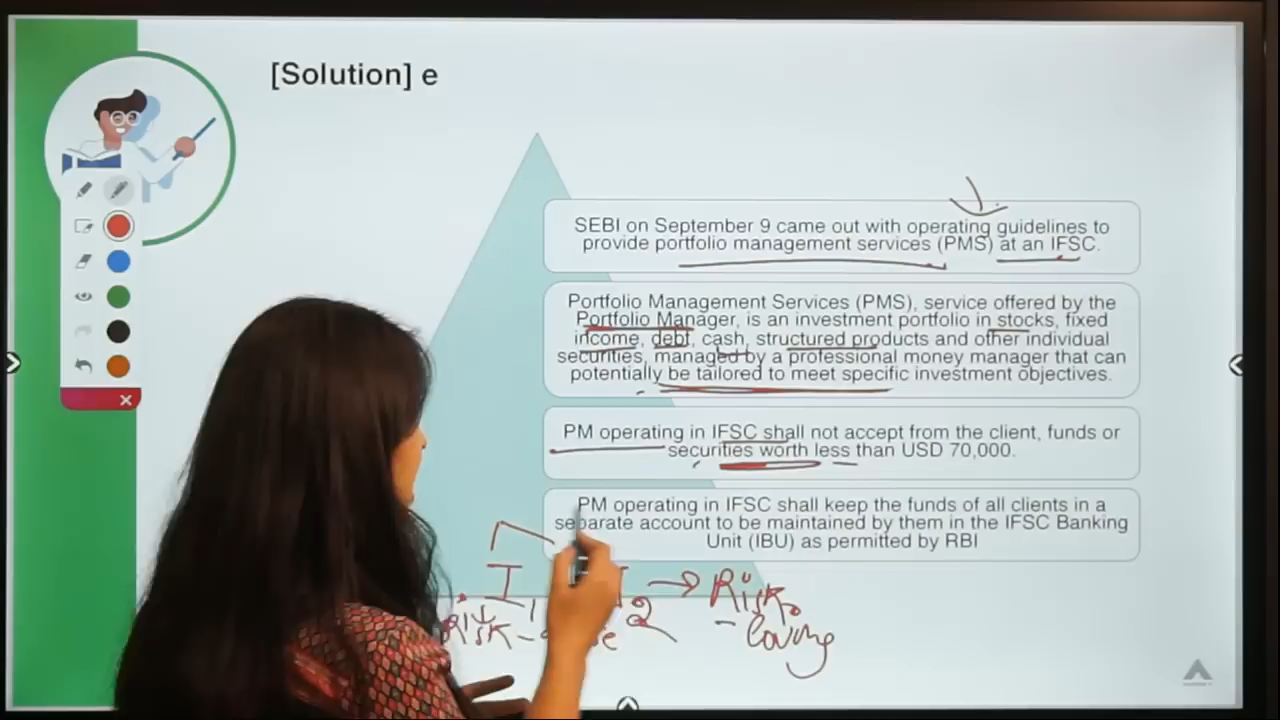 [Solution] e
SEBI on September 9 came out with operating guidelines to
provide portfolio management services (PMS) at an IFSC.
Portfolio Management Services (PMS), service offered by the
Portfolio Manager, is an investment portfolio in stocks, fixed
income, debt, cash, structured products and other individual
securities, managed by a professional money manager that can
potentially be tailored to meet specific investment objectives.
PM operating in IFSC shall not accept from the client, funds or
securities worth less than USD 70,000.
PM operating in IFSC shall keep the funds of all clients in a
separate account to be maintained by them in the IFSC Banking
Unit (IBU) as permitted by RBI
Risk
loving